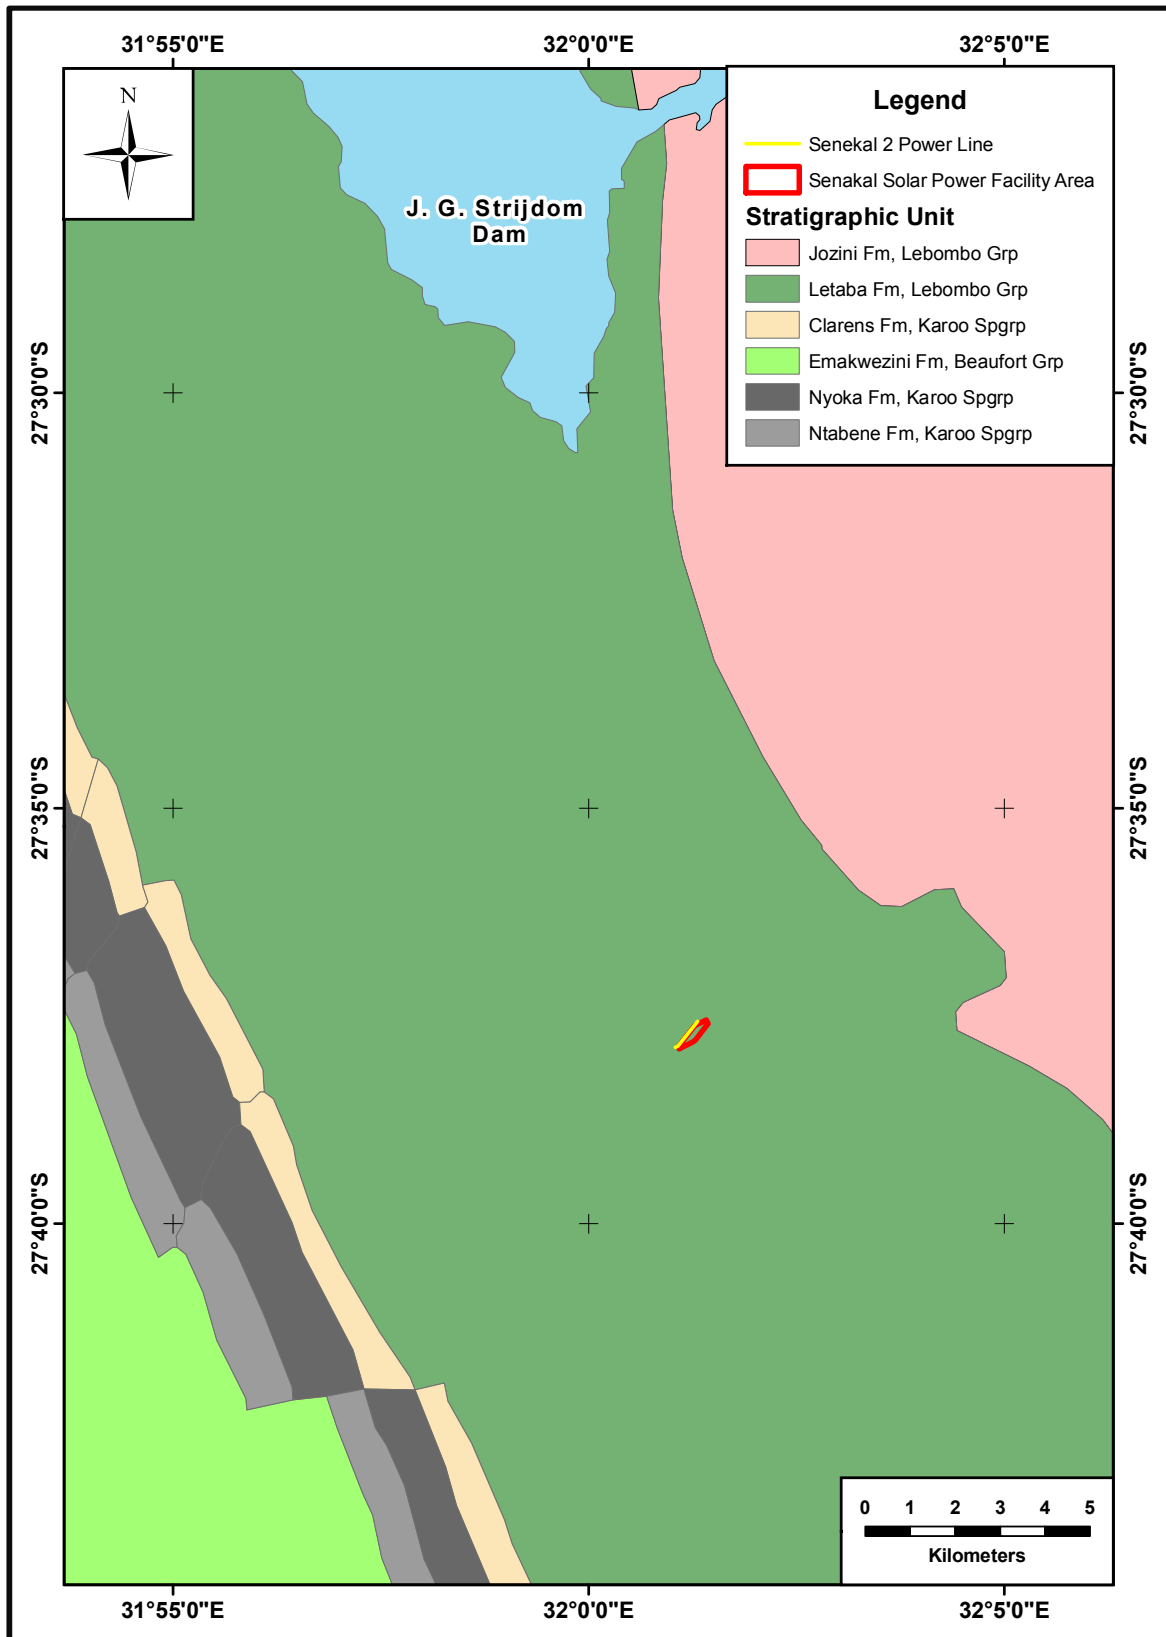 31°55'0"E 32°0'0"E 32°5'0"E
N
J. G. Strijdom
Dam
Legend
Senekal 2 Power Line
Senakal Solar Power Facility Area
Stratigraphic Unit
Jozini Fm, Lebombo Grp
Letaba Fm, Lebombo Grp
Clarens Fm, Karoo Spgrp
Emakwezini Fm, Beaufort Grp
Nyoka Fm, Karoo Spgrp
Ntabene Fm, Karoo Spgrp
27°30'0"S 27°30'0"S
27°35'0"S 27°35'0"S
27°40'0"S 27°40'0"S
0 1 2 3 4 5
Kilometers
31°55'0"E 32°0'0"E 32°5'0"E